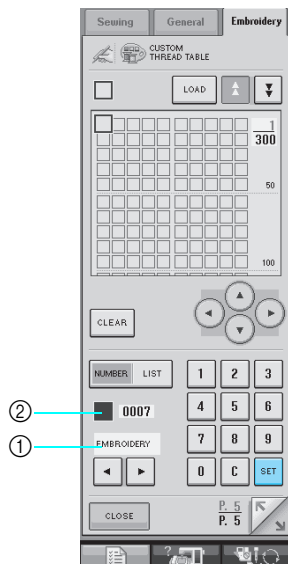 Sewing General Embroidery
CUSTOM
THREAD TABLE
LOAD
1
300
50
100
CLEAR
NUMBER LIST 1 2 3
② 0007 4 5 6
① EMBROIDERY 7 8 9
0 C SET
CLOSE P. 5
P. 5
?
!